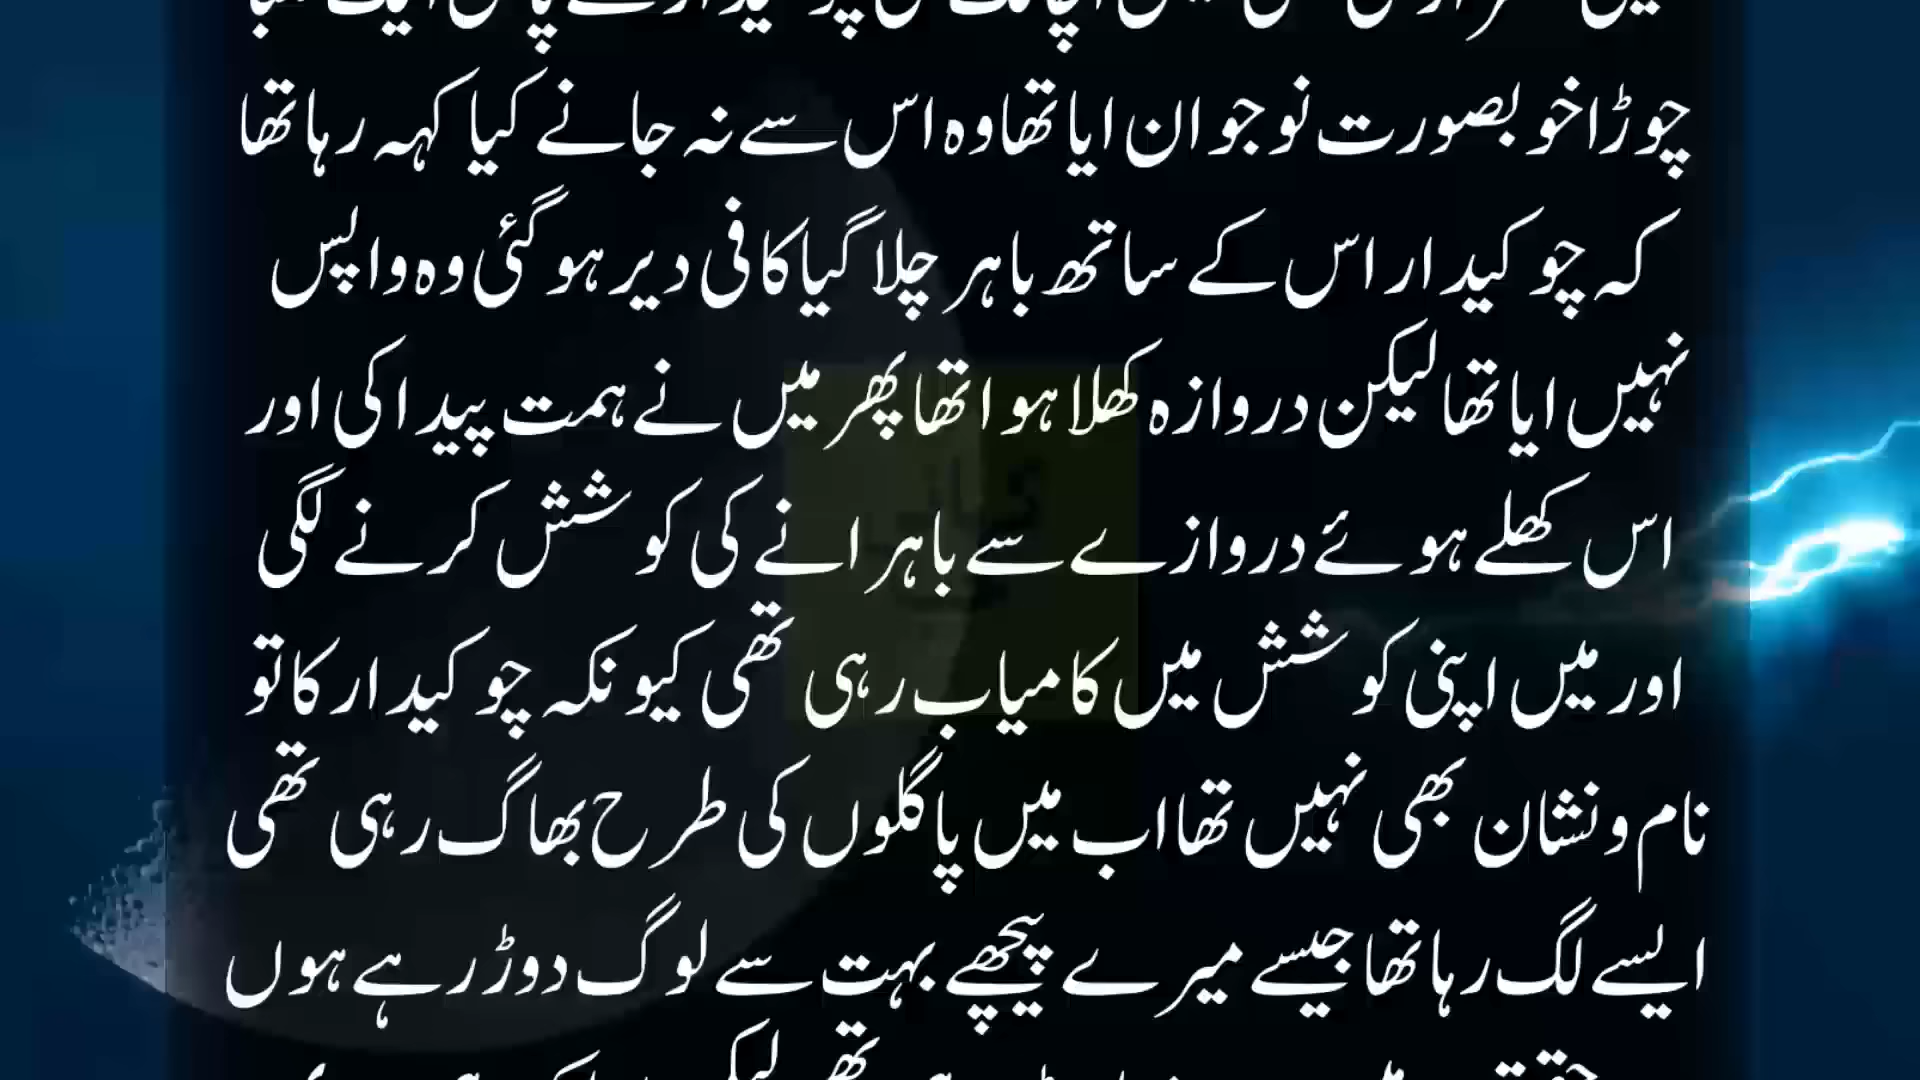 چوڑا خوبصورت نوجوان ایا تھا وہ اس سے نہ جانے کیا کہہ رہا تھا
کہ چوکیدار اس کے ساتھ باہر چلا گیا کافی دیر ہو گئی وہ واپس
نہیں ایا تھا لیکن دروازہ کھلا ہوا تھا پھر میں نے ہمت پیدا کی اور
اس کھلے ہوئے دروازے سے باہر انے کی کوشش کرنے لگی
اور میں اپنی کوشش میں کامیاب رہی تھی کیونکہ چوکیدار کا تو
نام و نشان بھی نہیں تھا اب میں پاگلوں کی طرح بھاگ رہی تھی
ایسے لگ رہا تھا جیسے میرے پیچھے بہت سے لوگ دوڑ رہے ہوں